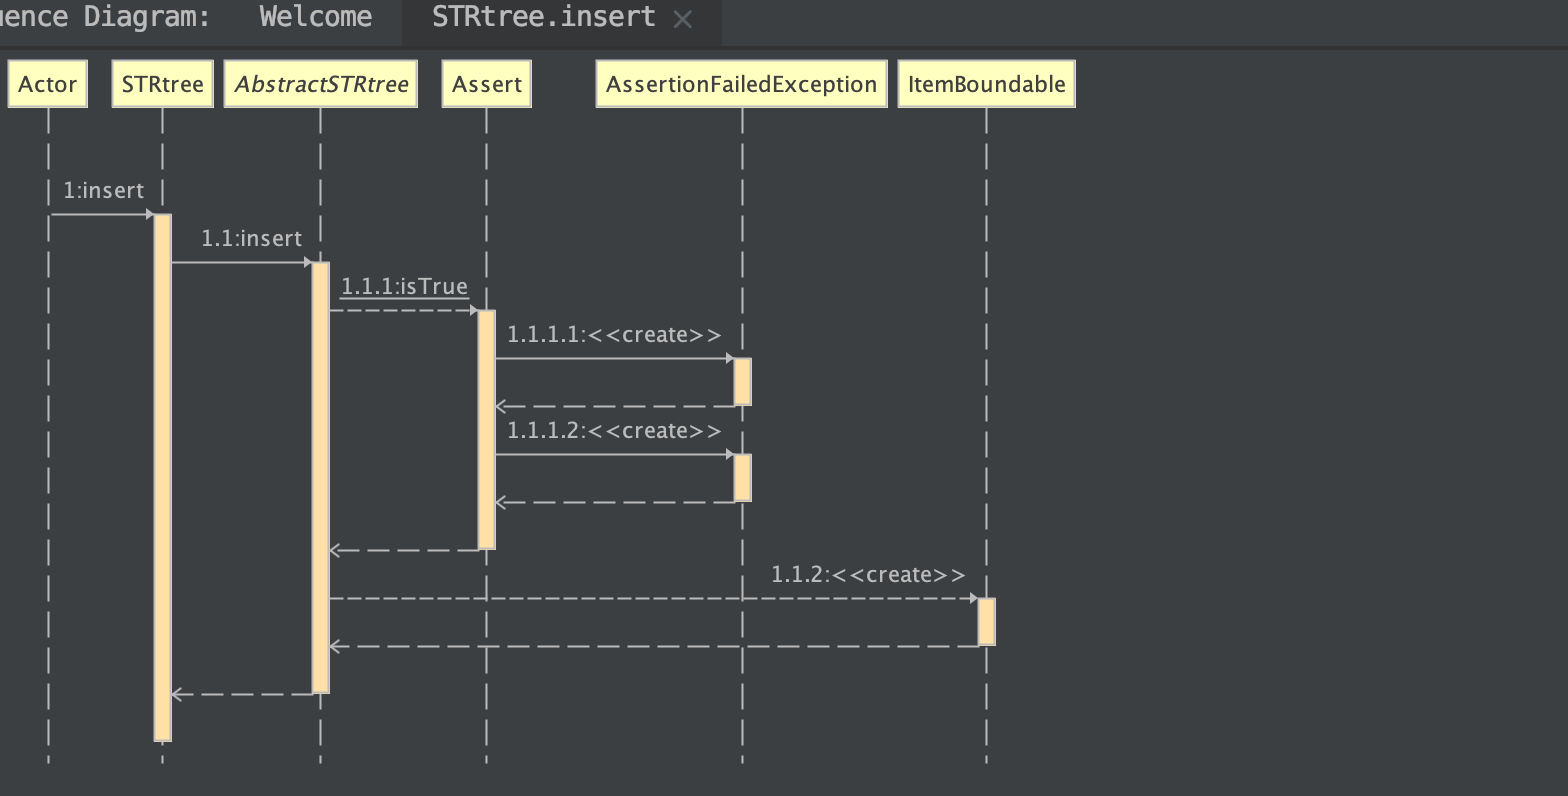 uence Diagram: Welcome STRtree.insert
Actor STRtree AbstractSTRtree Assert AssertionFailedException ItemBoundable
1:insert
1.1:insert
1.1.1:isTrue
1.1.1.1:<<create>>
1.1.1.2:<<create>>
1.1.2:<<create>>